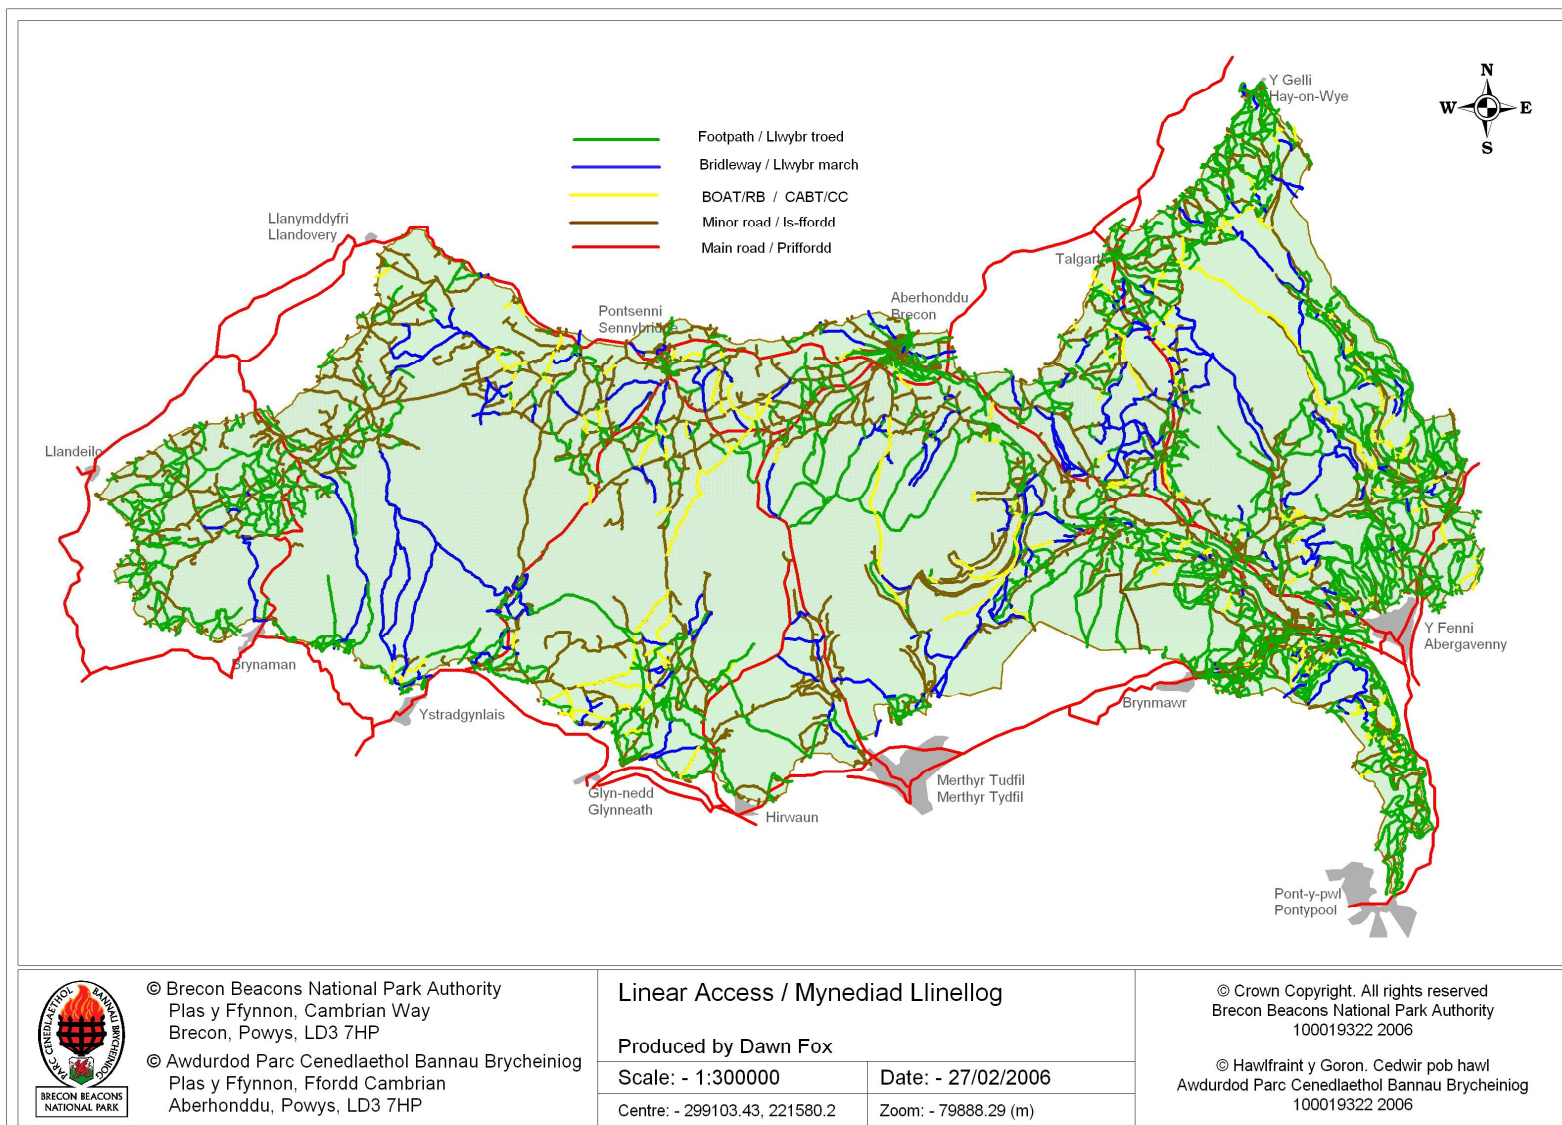 Y Gelli
Hay-on-Wye
N
W E
S
Footpath / Llwybr troed
Bridleway / Llwybr march
BOAT/RB / CABT/CC
Minor road / Is-ffordd
Main road / Priffordd
Llanymddyfri
Llandovery
Talgarth
Aberhonddu
Brecon
Pontsenni
Sennybridge
Llandeilo
Y Fenni
Abergavenny
Brynaman
Ystradgynlais
Brynmawr
Merthyr Tudfil
Merthyr Tydfil
Glyn-nedd
Glynneath
Hirwaun
Pont-y-pwl
Pontypool
PARC CENEDLAETHOL BANNAU BRYCHEINIOG
BRECON BEACONS
NATIONAL PARK
© Brecon Beacons National Park Authority
Plas y Ffynnon, Cambrian Way
Brecon, Powys, LD3 7HP
© Awdurdod Parc Cenedlaethol Bannau Brycheiniog
Plas y Ffynnon, Ffordd Cambrian
Aberhonddu, Powys, LD3 7HP
Linear Access / Mynediad Llinellog
Produced by Dawn Fox
Scale: - 1:300000
Date: - 27/02/2006
Centre: - 299103.43, 221580.2
Zoom: - 79888.29 (m)
© Crown Copyright. All rights reserved
Brecon Beacons National Park Authority
100019322 2006
© Hawlfraint y Goron. Cedwir pob hawl
Awdurdod Parc Cenedlaethol Bannau Brycheiniog
100019322 2006